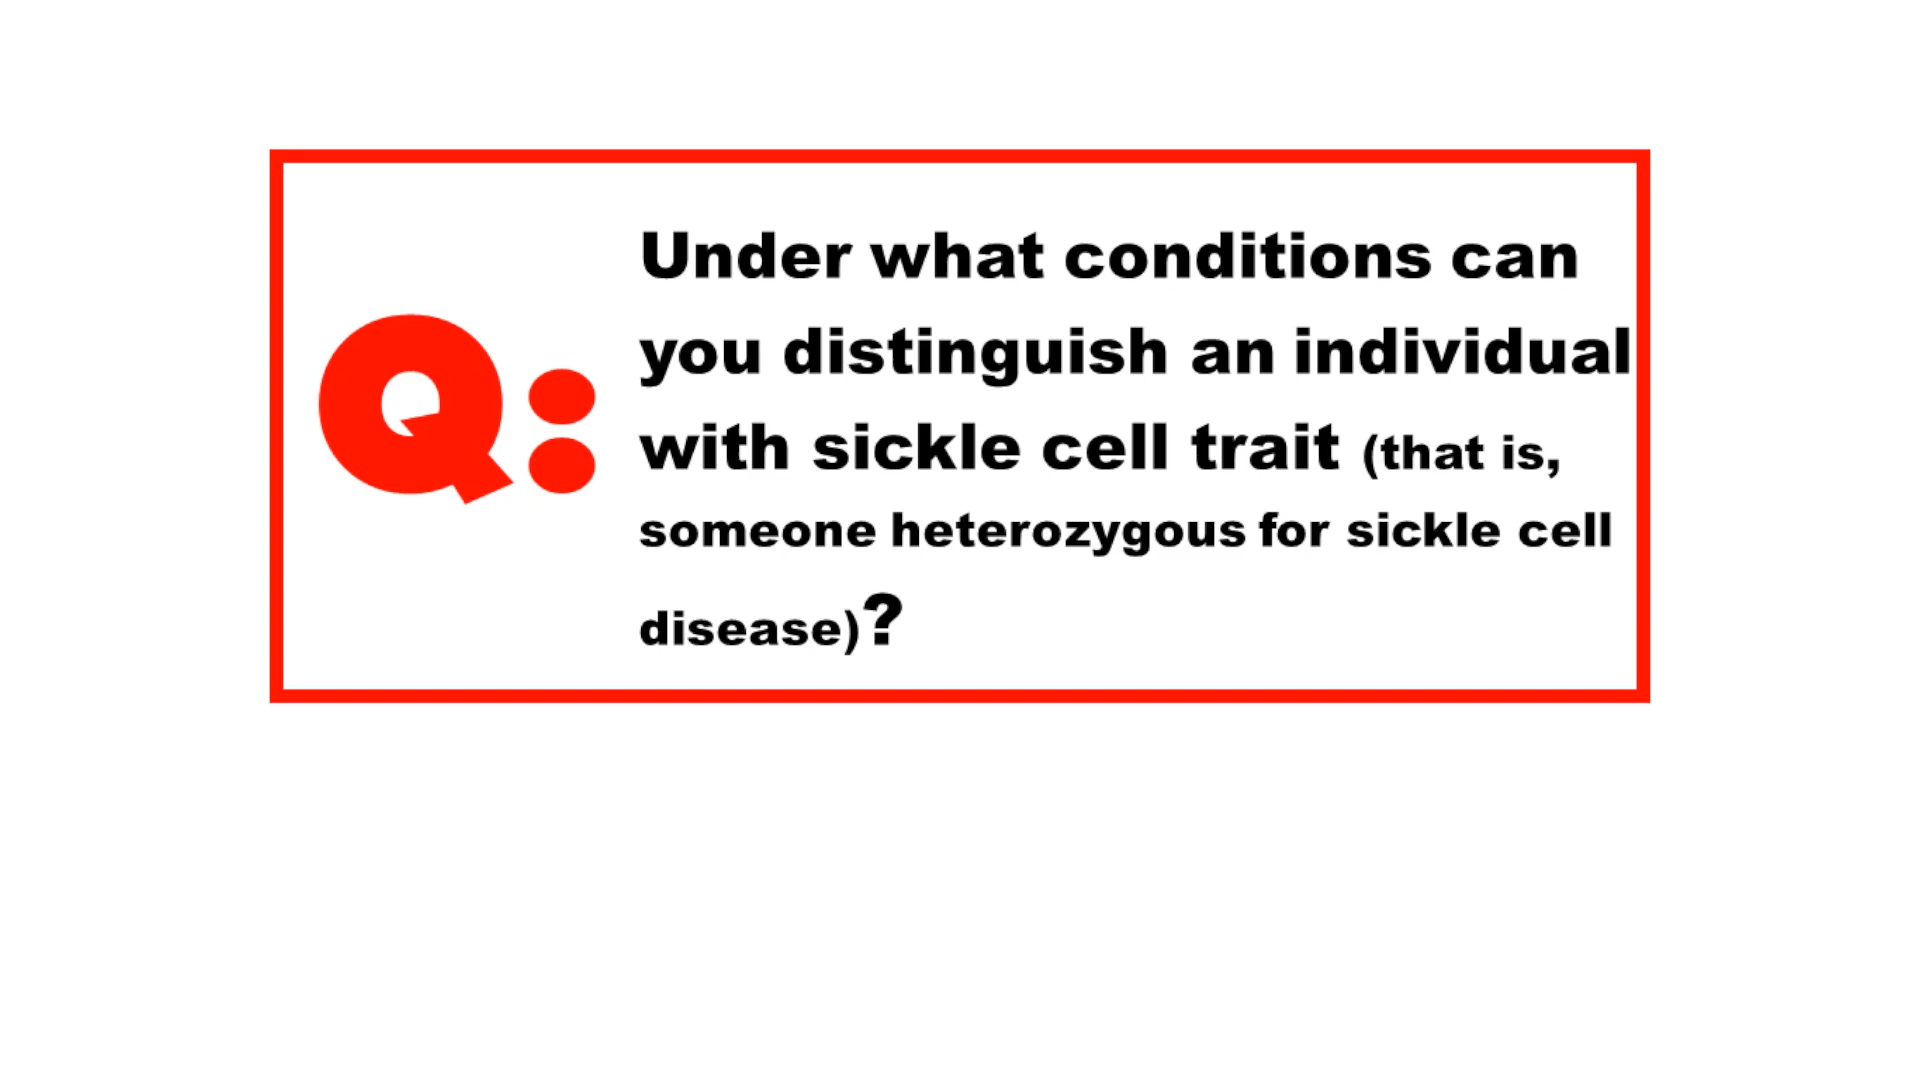 Q:
Under what conditions can
you distinguish an individual
with sickle cell trait (that is,
someone heterozygous for sickle cell
disease)?